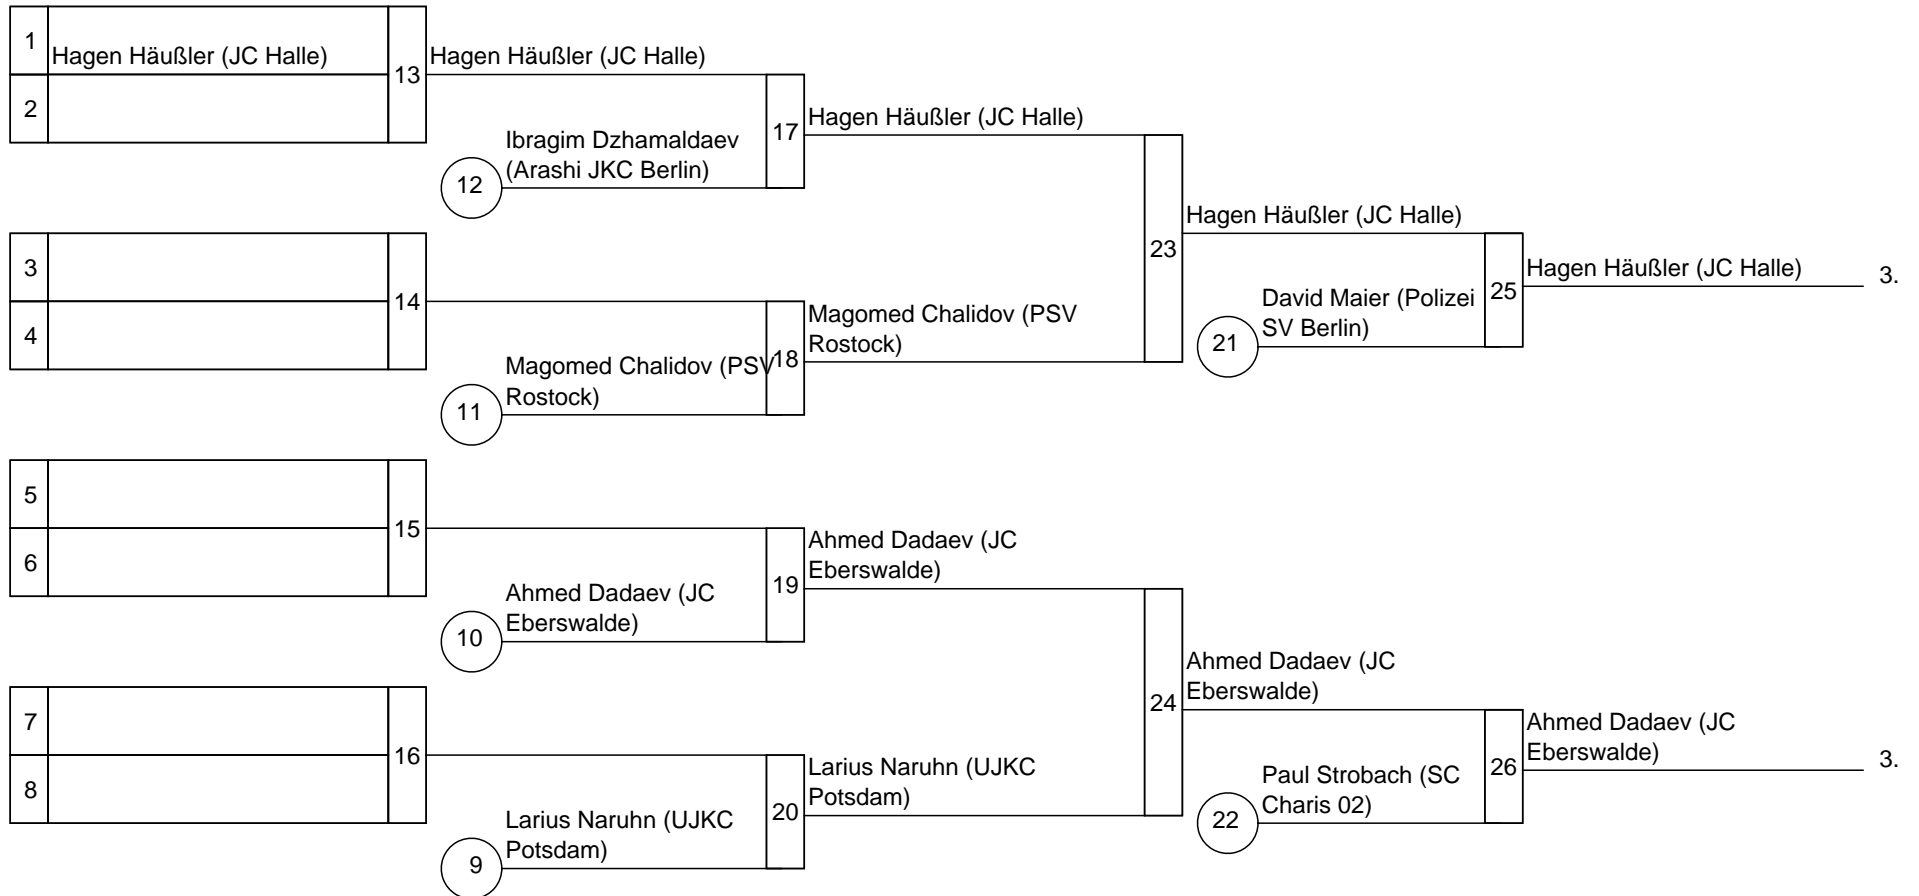 1
Hagen Häußler (JC Halle)
2
13
Hagen Häußler (JC Halle)
12
Ibragim Dzhamaldaev
(Arashi JKC Berlin)
17
Hagen Häußler (JC Halle)
3
4
14
11
Magomed Chalidov (PSV
Rostock)
18
Magomed Chalidov (PSV
Rostock)
23
Hagen Häußler (JC Halle)
21
David Maier (Polizei
SV Berlin)
25
Hagen Häußler (JC Halle)
3.
5
6
15
10
Ahmed Dadaev (JC
Eberswalde)
19
Ahmed Dadaev (JC
Eberswalde)
7
8
16
9
Larius Naruhn (UJKC
Potsdam)
20
Larius Naruhn (UJKC
Potsdam)
24
Ahmed Dadaev (JC
Eberswalde)
22
Paul Strobach (SC
Charis 02)
26
Ahmed Dadaev (JC
Eberswalde)
3.